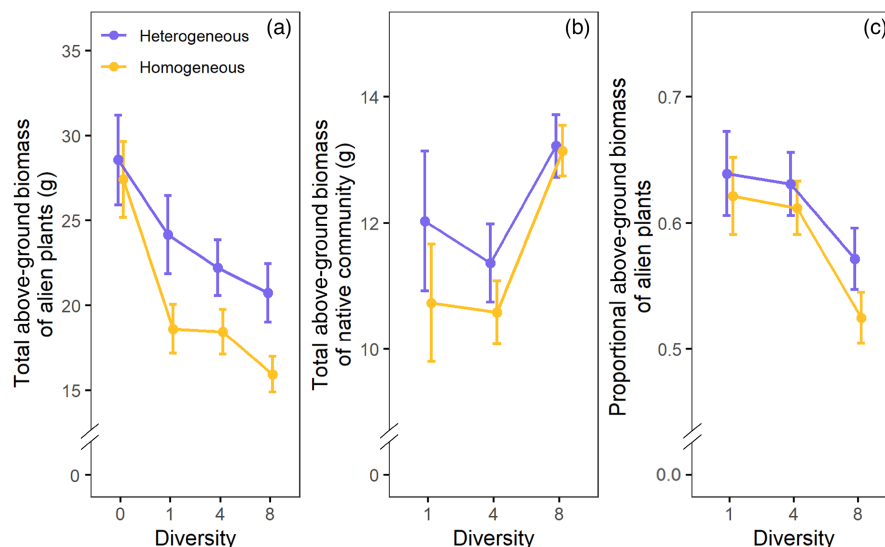 (a)
Heterogeneous
Homogeneous
Total above-ground biomass
of alien plants (g)
35
30
25
20
15
0
0 1 4 8
Diversity
(b)
Total above-ground biomass
of native community (g)
14
12
10
0
1 4 8
Diversity
(c)
Proportional above-ground biomass
of alien plants
0.7
0.6
0.5
0.0
1 4 8
Diversity